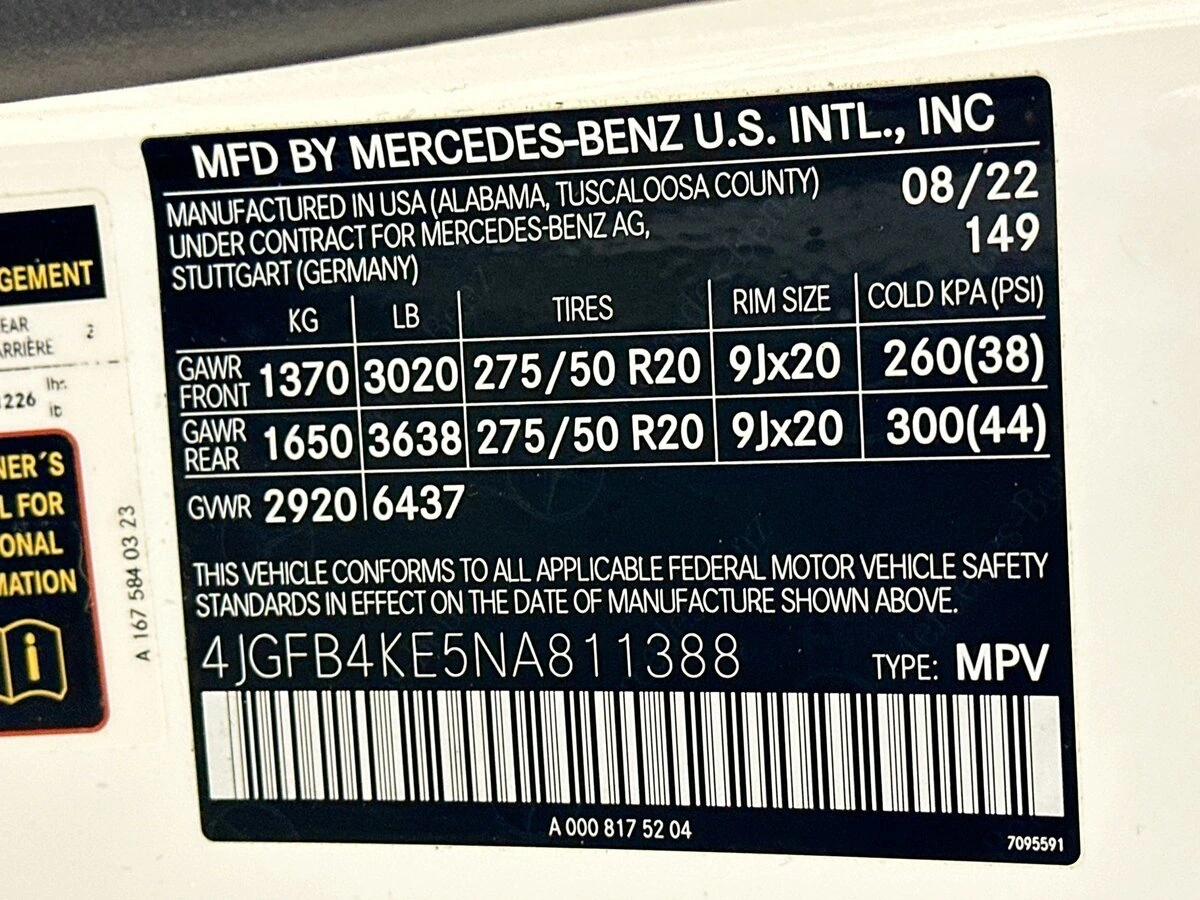 MFD BY MERCEDES-BENZ U.S. INTL., INC
MANUFACTURED IN USA (ALABAMA, TUSCALOOSA COUNTY) 08/22
UNDER CONTRACT FOR MERCEDES-BENZ AG, 149
STUTTGART (GERMANY)
KG LB TIRES RIM SIZE COLD KPA (PSI)
GAWR FRONT 1370 3020 275/50 R20 9Jx20 260(38)
GAWR REAR 1650 3638 275/50 R20 9Jx20 300(44)
GVWR 2920 6437
THIS VEHICLE CONFORMS TO ALL APPLICABLE FEDERAL MOTOR VEHICLE SAFETY
STANDARDS IN EFFECT ON THE DATE OF MANUFACTURE SHOWN ABOVE.
4JGFB4KE5NA811388 TYPE: MPV
A 000 817 52 04
7095591
GEMENT
EAR 2
ARRIÈRE
lbs
1226
lb
NER´S
L FOR
ONAL
MATION
i
A 167 584 03 23